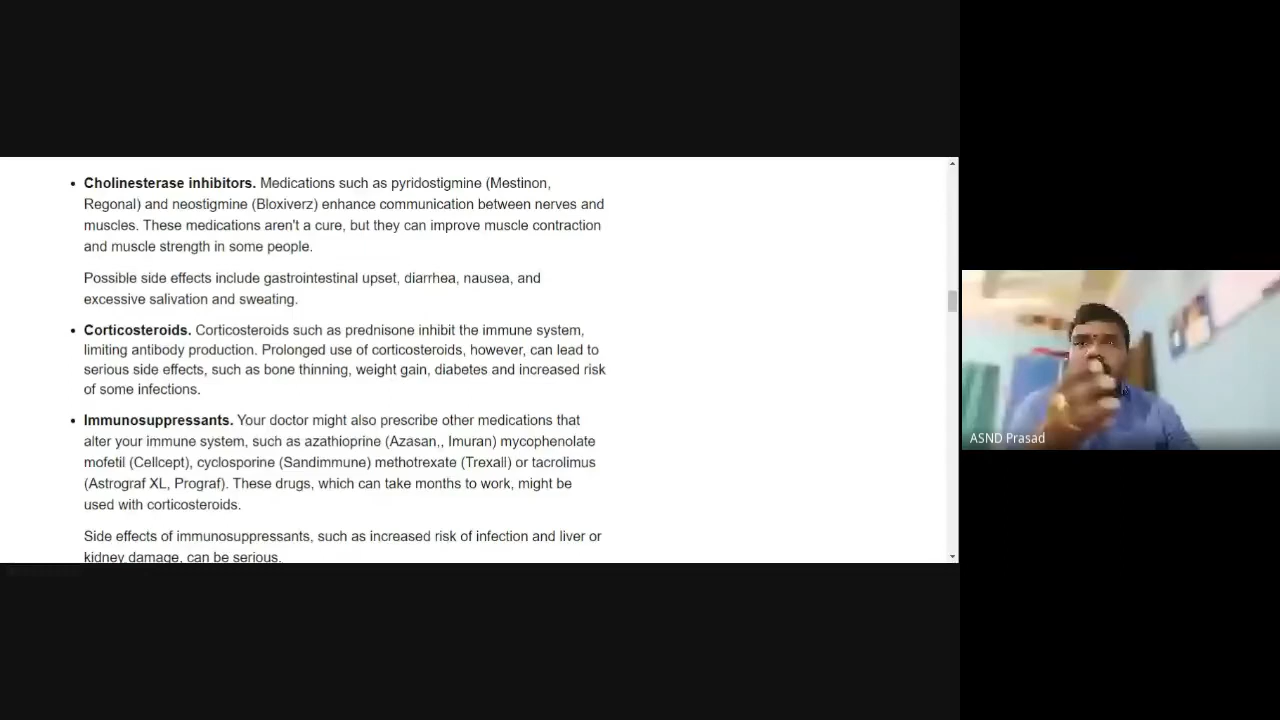 Cholinesterase inhibitors. Medications such as pyridostigmine (Mestinon,
Regonal) and neostigmine (Bloxiverz) enhance communication between nerves and
muscles. These medications aren't a cure, but they can improve muscle contraction
and muscle strength in some people.
Possible side effects include gastrointestinal upset, diarrhea, nausea, and
excessive salivation and sweating.
Corticosteroids. Corticosteroids such as prednisone inhibit the immune system,
limiting antibody production. Prolonged use of corticosteroids, however, can lead to
serious side effects, such as bone thinning, weight gain, diabetes and increased risk
of some infections.
Immunosuppressants. Your doctor might also prescribe other medications that
alter your immune system, such as azathioprine (Azasan,, Imuran) mycophenolate
mofetil (Cellcept), cyclosporine (Sandimmune) methotrexate (Trexall) or tacrolimus
(Astrograf XL, Prograf). These drugs, which can take months to work, might be
used with corticosteroids.
Side effects of immunosuppressants, such as increased risk of infection and liver or
kidney damage, can be serious.
ASND Prasad